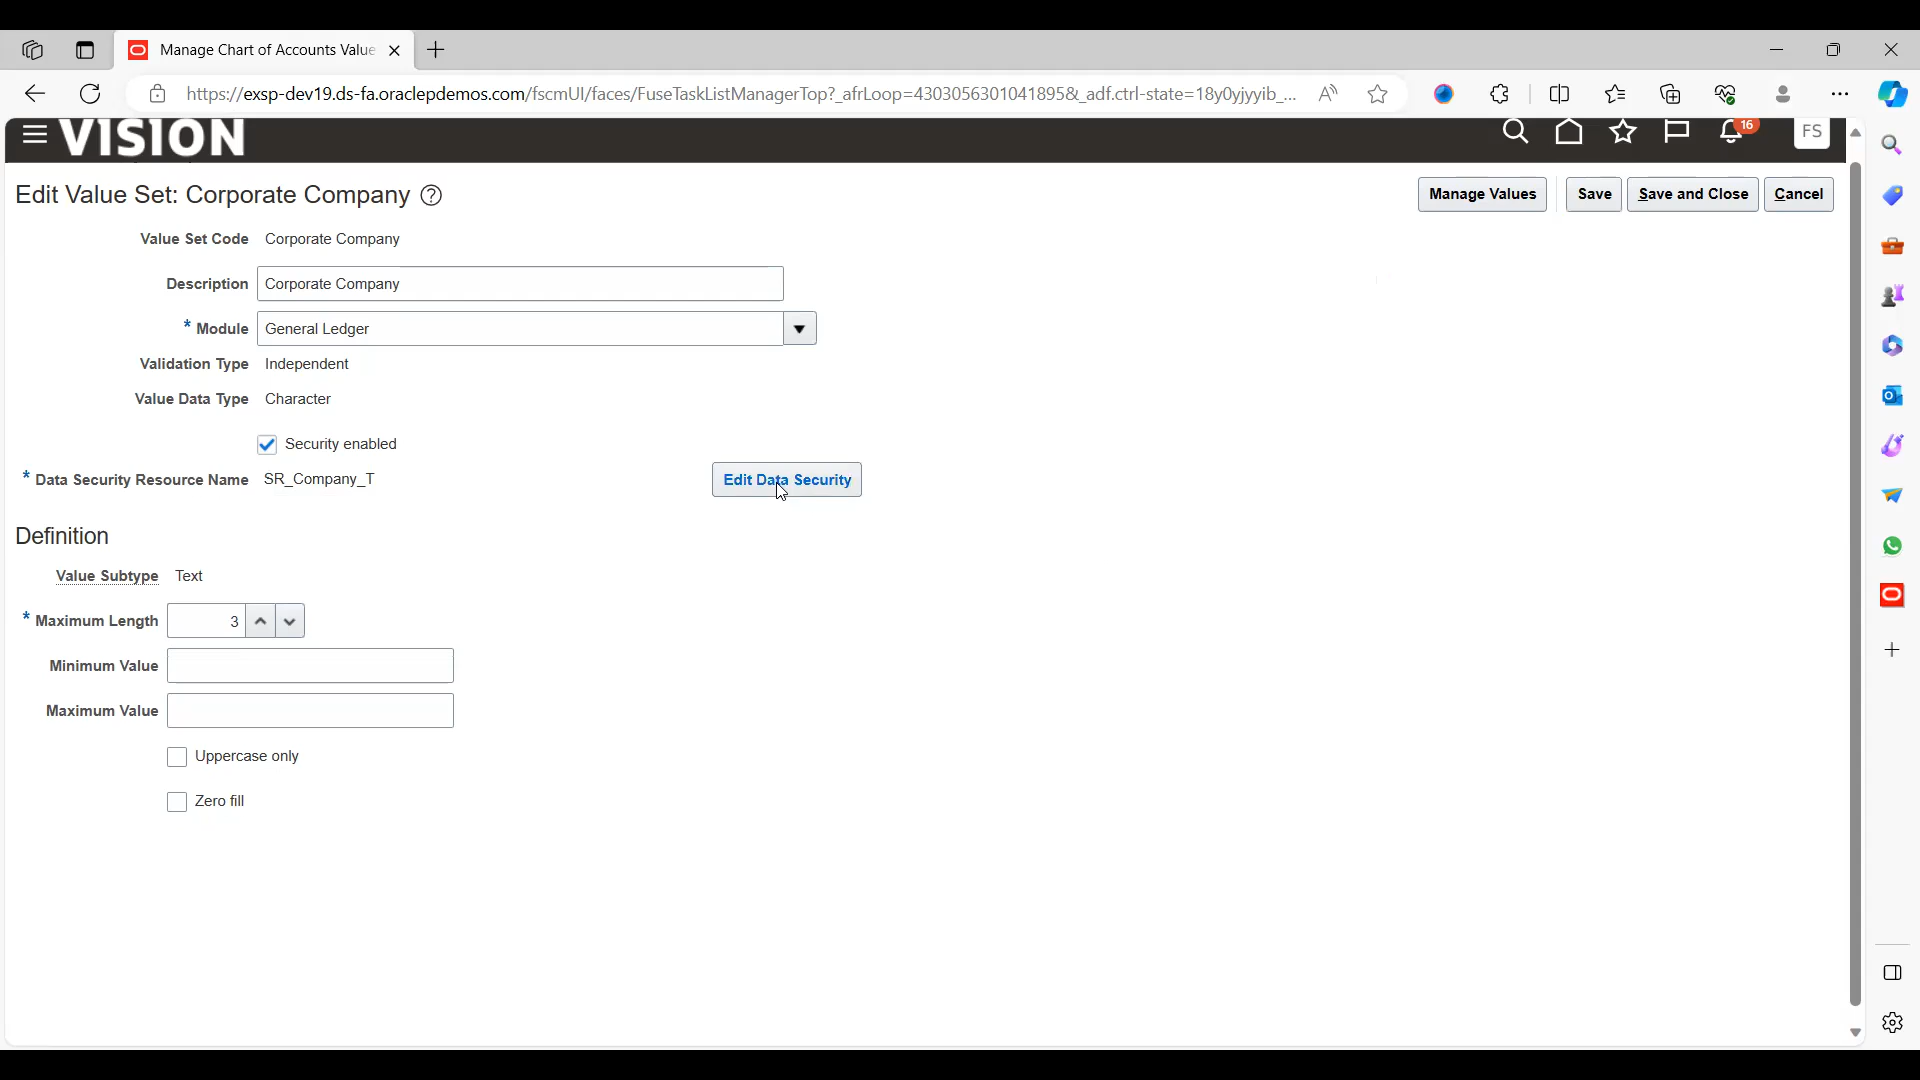 Manage Chart of Accounts Value
https://exsp-dev19.ds-fa.oraclepdemos.com/fscmUI/faces/FuseTaskListManagerTop?_afrLoop=4303056301041895&_adf.ctrl-state=18y0yjyyib_...
VISION
16
FS
Edit Value Set: Corporate Company
Manage Values Save Save and Close Cancel
Value Set Code Corporate Company
Description Corporate Company
* Module General Ledger
Validation Type Independent
Value Data Type Character
Security enabled
* Data Security Resource Name SR_Company_T Edit Data Security
Definition
Value Subtype Text
* Maximum Length 3
Minimum Value
Maximum Value
Uppercase only
Zero fill